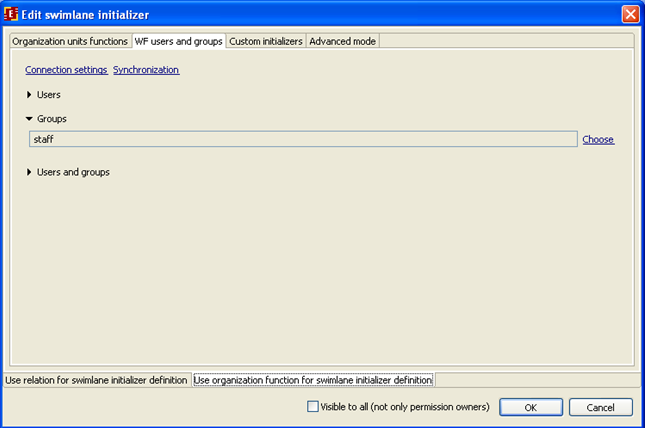 Edit swimlane initializer
Organization units functions WF users and groups Custom initializers Advanced mode
Connection settings Synchronization
Users
Groups
staff Choose
Users and groups
Use relation for swimlane initializer definition Use organization function for swimlane initializer definition
Visible to all (not only permission owners) OK Cancel